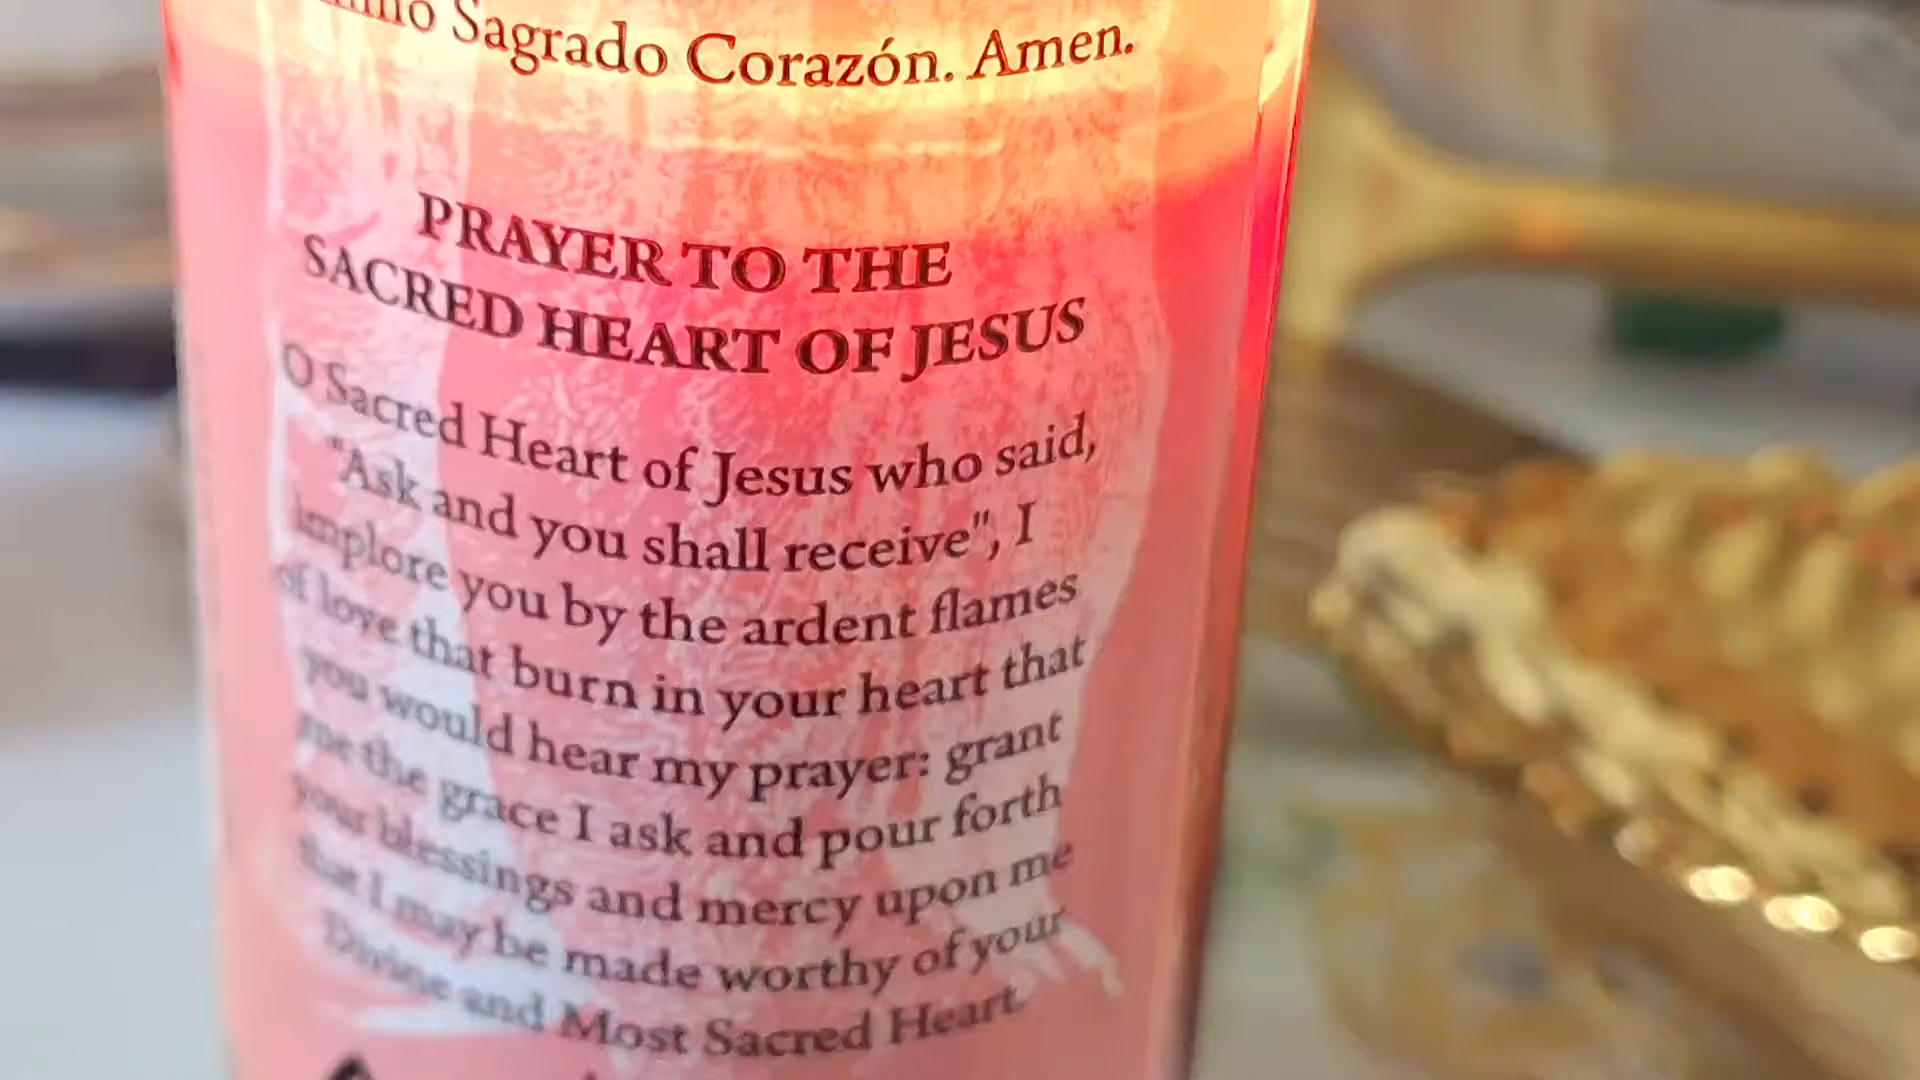 Sagrado Corazón. Amen.
PRAYER TO THE
SACRED HEART OF JESUS
O Sacred Heart of Jesus who said,
"Ask and you shall receive", I
implore you by the ardent flames
of love that burn in your heart that
you would hear my prayer: grant
me the grace I ask and pour forth
your blessings and mercy upon me
that I may be made worthy of your
Divine and Most Sacred Heart.